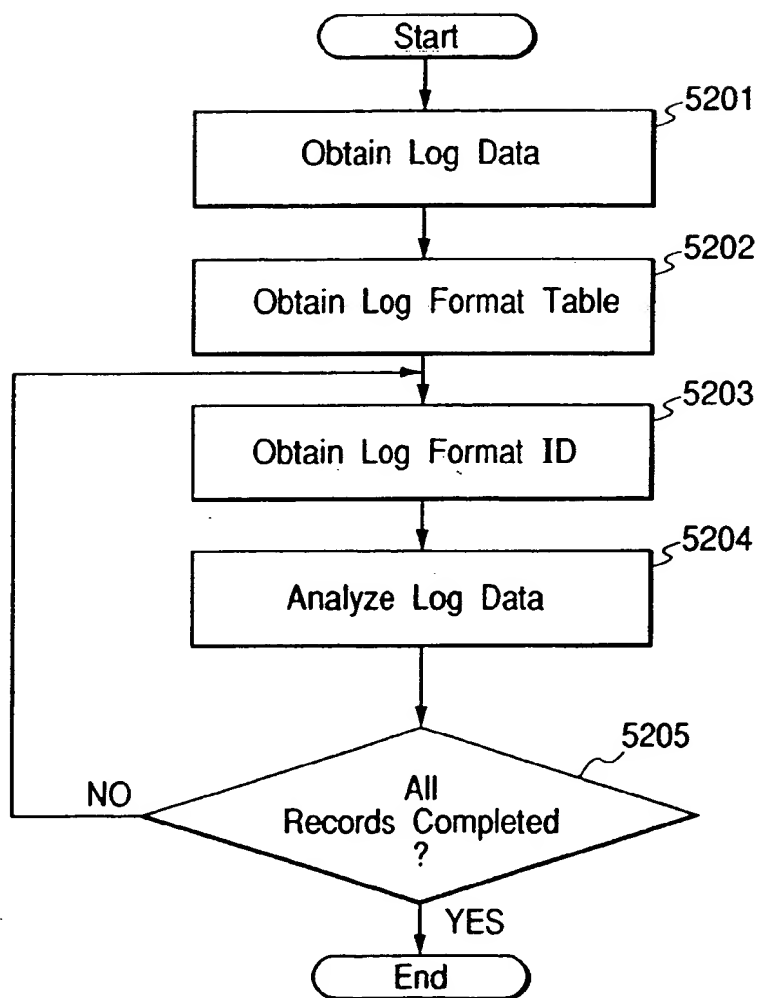 Start
5201
Obtain Log Data
5202
Obtain Log Format Table
5203
Obtain Log Format ID
5204
Analyze Log Data
5205
All
Records Completed
?
NO
YES
End